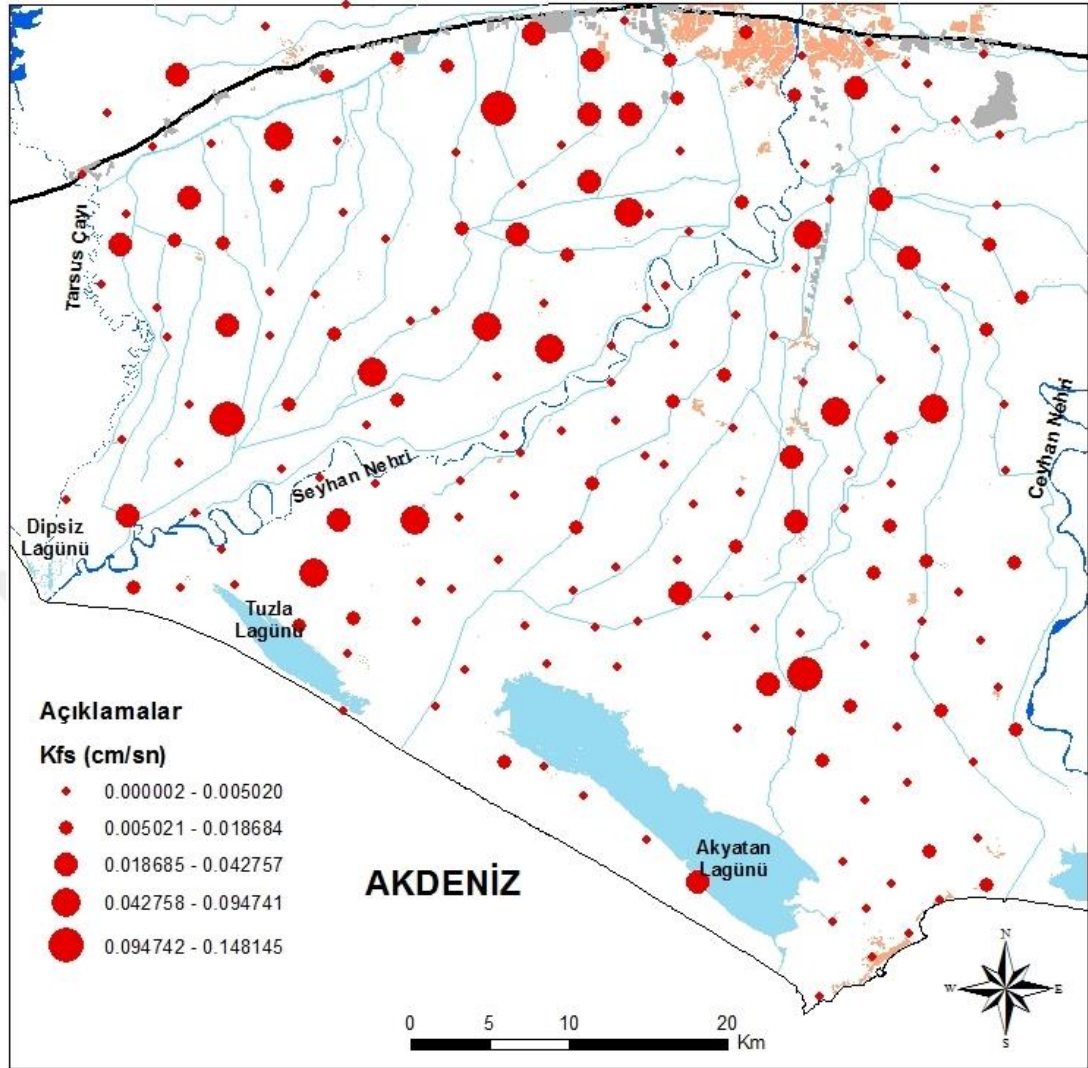 Tarsus Çayı
Seyhan Nehri
Ceyhan Nehri
Dipsiz
Lagünü
Tuzla
Lagünü
Açıklamalar
Kfs (cm/sn)
0.000002 - 0.005020
0.005021 - 0.018684
0.018685 - 0.042757
0.042758 - 0.094741
0.094742 - 0.148145
AKDENİZ
Akyatan
Lagünü
N
W E
S
0 5 10 20
Km